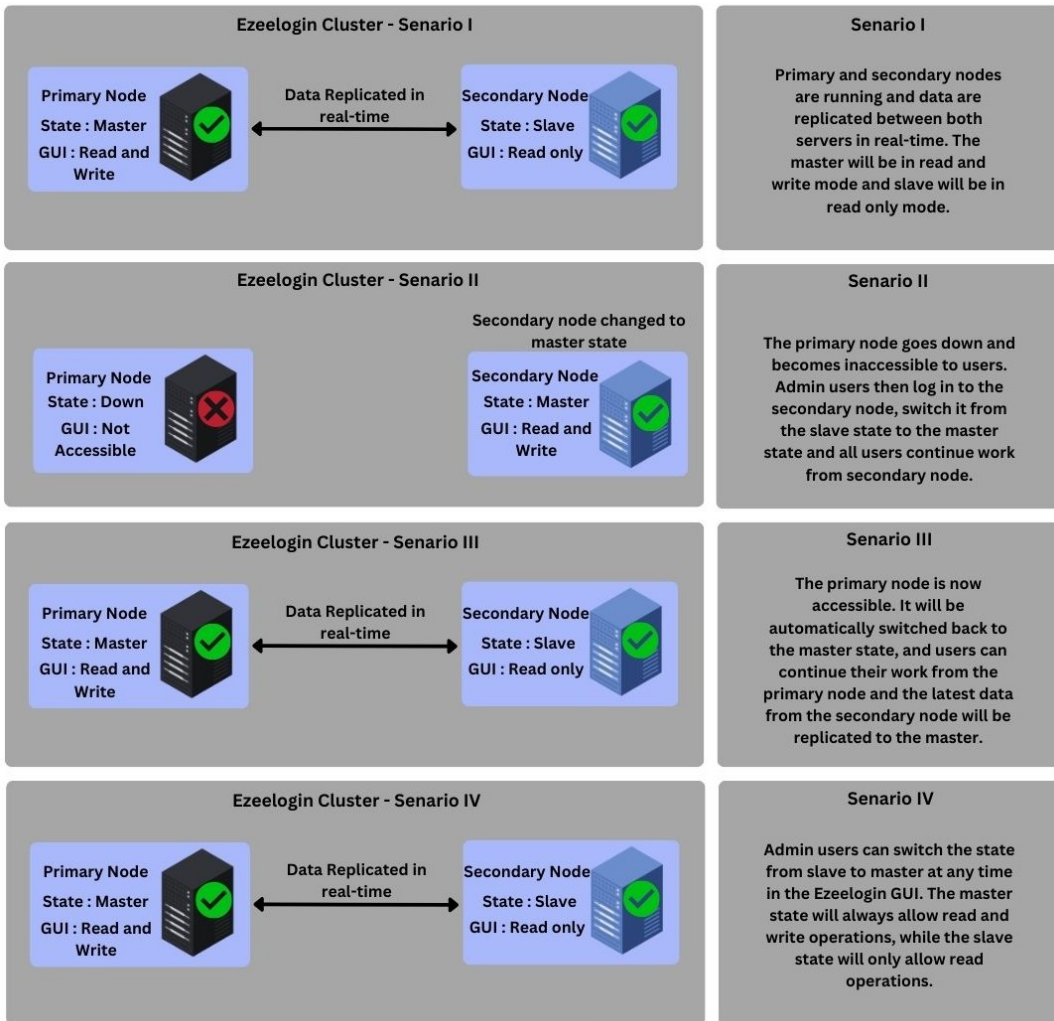 Ezeelogin Cluster - Senario I
Primary Node
State : Master
GUI : Read and
Write
Data Replicated in
real-time
Secondary Node
State : Slave
GUI : Read only
Senario I
Primary and secondary nodes
are running and data are
replicated between both
servers in real-time. The
master will be in read and
write mode and slave will be in
read only mode.
Ezeelogin Cluster - Senario II
Primary Node
State : Down
GUI : Not
Accessible
Secondary node changed to
master state
Secondary Node
State : Master
GUI : Read and
Write
Senario II
The primary node goes down and
becomes inaccessible to users.
Admin users then log in to the
secondary node, switch it from
the slave state to the master
state and all users continue work
from secondary node.
Ezeelogin Cluster - Senario III
Primary Node
State : Master
GUI : Read and
Write
Data Replicated in
real-time
Secondary Node
State : Slave
GUI : Read only
Senario III
The primary node is now
accessible. It will be
automatically switched back to
the master state, and users can
continue their work from the
primary node and the latest data
from the secondary node will be
replicated to the master.
Ezeelogin Cluster - Senario IV
Primary Node
State : Master
GUI : Read and
Write
Data Replicated in
real-time
Secondary Node
State : Slave
GUI : Read only
Senario IV
Admin users can switch the state
from slave to master at any time
in the Ezeelogin GUI. The master
state will always allow read and
write operations, while the slave
state will only allow read
operations.